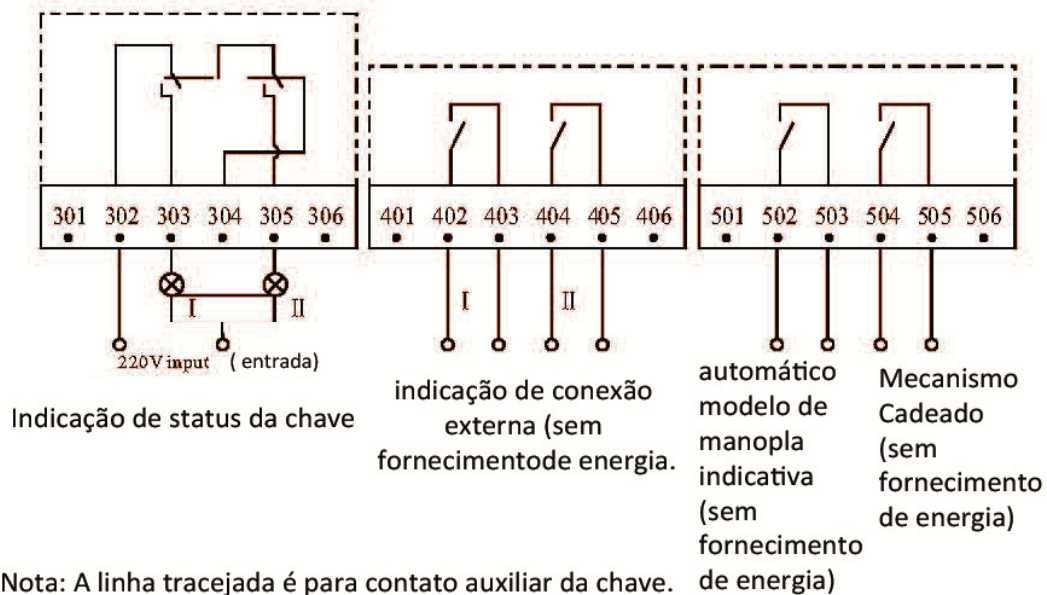 301 302 303 304 305 306
401 402 403 404 405 406
501 502 503 504 505 506
I II
I II
220V input ( entrada)
Indicação de status da chave
indicação de conexão
externa (sem
fornecimentode energia.
automático
modelo de
manopla
indicativa
(sem
fornecimento
de energia)
Mecanismo
Cadeado
(sem
fornecimento
de energia)
Nota: A linha tracejada é para contato auxiliar da chave.